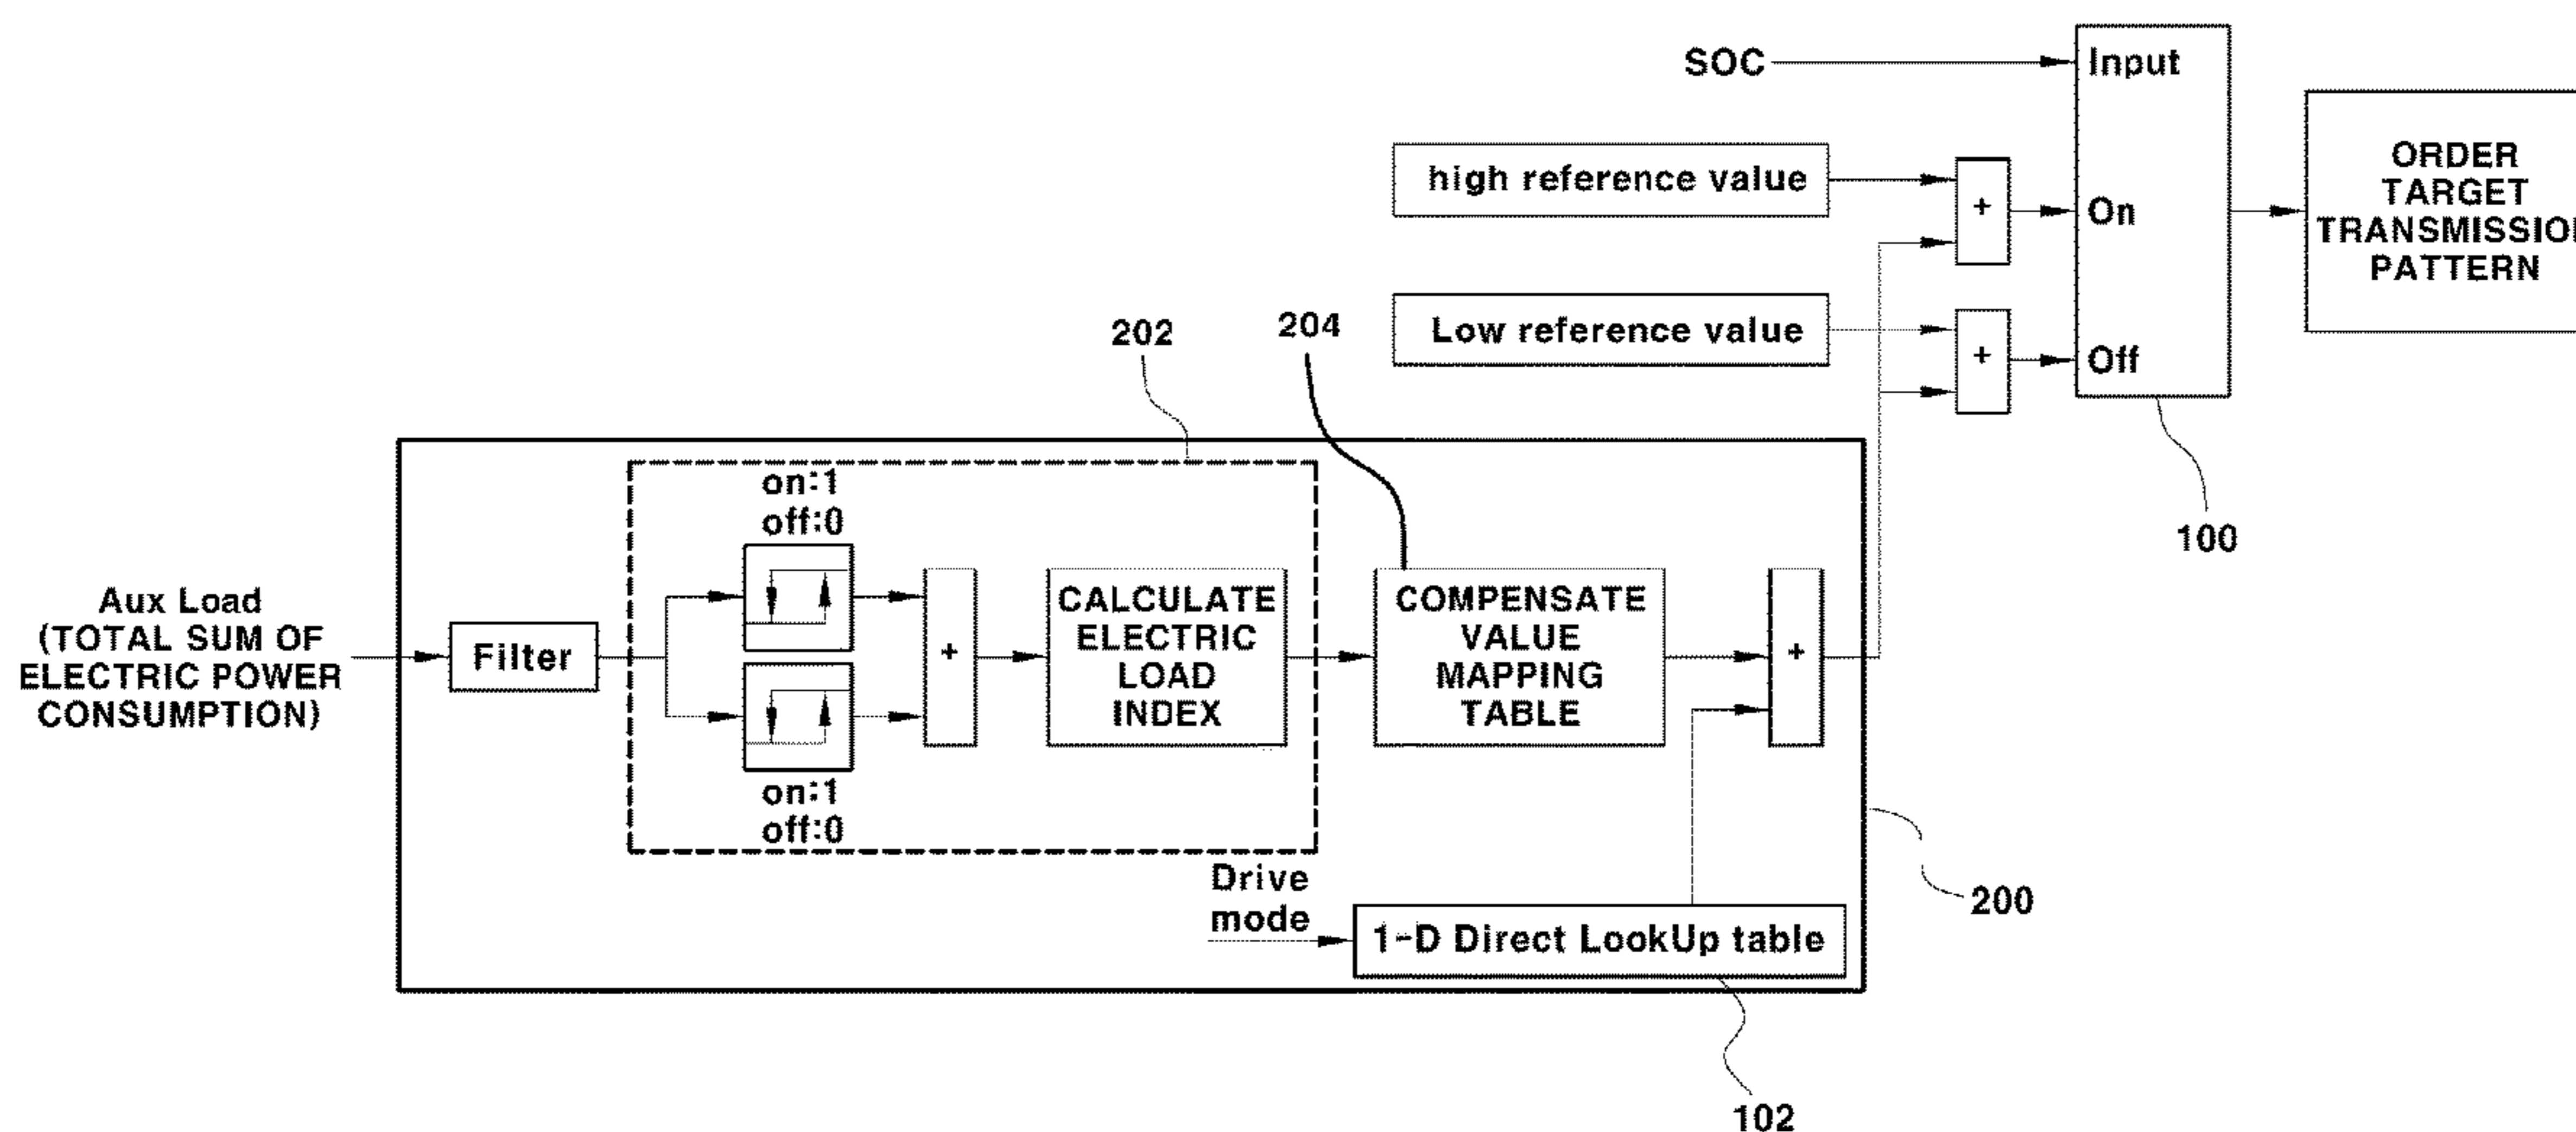 SOC
Input
high reference value
+
On
Low reference value
+
Off
ORDER
TARGET
TRANSMISSION
PATTERN
100
202
204
on:1
off:0
Aux Load
(TOTAL SUM OF
ELECTRIC POWER
CONSUMPTION)
Filter
+
CALCULATE
ELECTRIC
LOAD
INDEX
COMPENSATE
VALUE
MAPPING
TABLE
+
on:1
off:0
Drive
mode
1-D Direct LookUp table
200
102